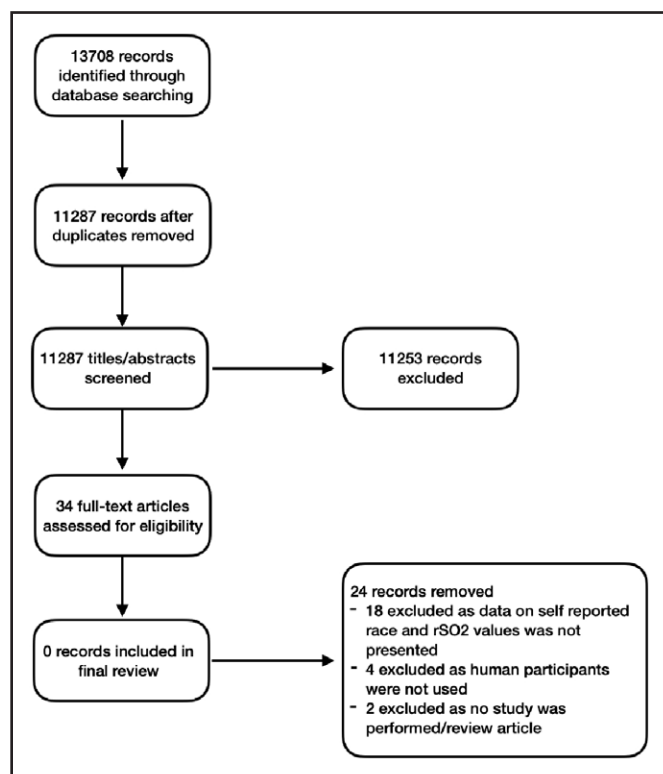 13708 records
identified through
database searching
11287 records after
duplicates removed
11287 titles/abstracts
screened
11253 records
excluded
34 full-text articles
assessed for eligibility
0 records included in
final review
24 records removed
- 18 excluded as data on self reported
race and rSO2 values was not
presented
- 4 excluded as human participants
were not used
- 2 excluded as no study was
performed/review article